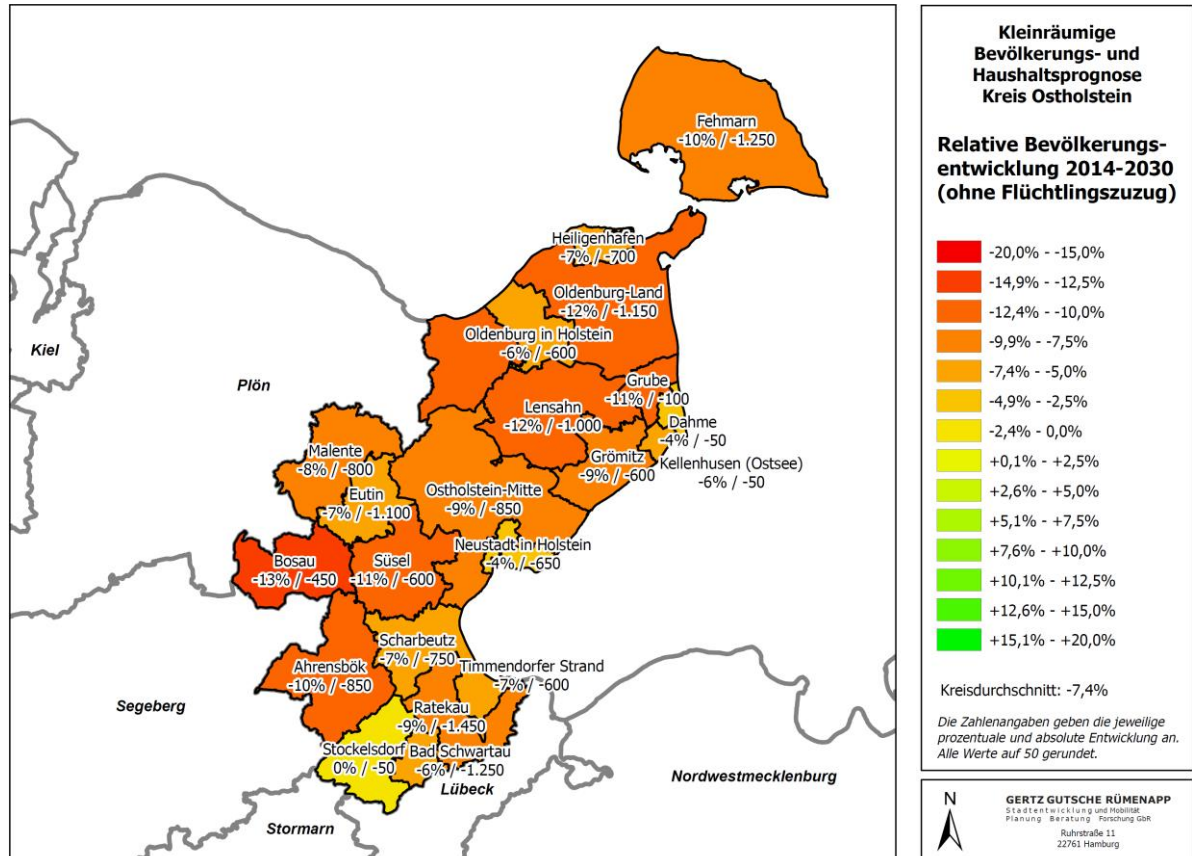 Fehmarn
-10% / -1.250
Heiligenhafen
-7% / -700
Oldenburg-Land
-12% / -1.150
Oldenburg in Holstein
-6% / -600
Kiel
Plön
Grube
-11% / -100
Lensahn
-12% / -1.000
Dahme
-4% / -50
Malente
-8% / -800
Grömitz
-9% / -600
Kellenhusen (Ostsee)
-6% / -50
Eutin
-7% / -1.100
Ostholstein-Mitte
-9% / -850
Neustadt in Holstein
-4% / -650
Bosau
-13% / -450
Süsel
-11% / -600
Scharbeutz
-7% / -750
Ahrensbök
-10% / -850
Timmendorfer Strand
-7% / -600
Segeberg
Ratekau
-9% / -1.450
Stockelsdorf
0% / -50
Bad Schwartau
-6% / -1.250
Lübeck
Nordwestmecklenburg
Stormarn
Kleinräumige
Bevölkerungs- und
Haushaltsprognose
Kreis Ostholstein
Relative Bevölkerungs-
entwicklung 2014-2030
(ohne Flüchtlingszuzug)
-20,0% - -15,0%
-14,9% - -12,5%
-12,4% - -10,0%
-9,9% - -7,5%
-7,4% - -5,0%
-4,9% - -2,5%
-2,4% - 0,0%
+0,1% - +2,5%
+2,6% - +5,0%
+5,1% - +7,5%
+7,6% - +10,0%
+10,1% - +12,5%
+12,6% - +15,0%
+15,1% - +20,0%
Kreisdurchschnitt: -7,4%
Die Zahlenangaben geben die jeweilige
prozentuale und absolute Entwicklung an.
Alle Werte auf 50 gerundet.
N
GERTZ GUTSCHE RÜMENAPP
Stadtentwicklung und Mobilität
Planung Beratung Forschung GbR
Ruhrstraße 11
22761 Hamburg